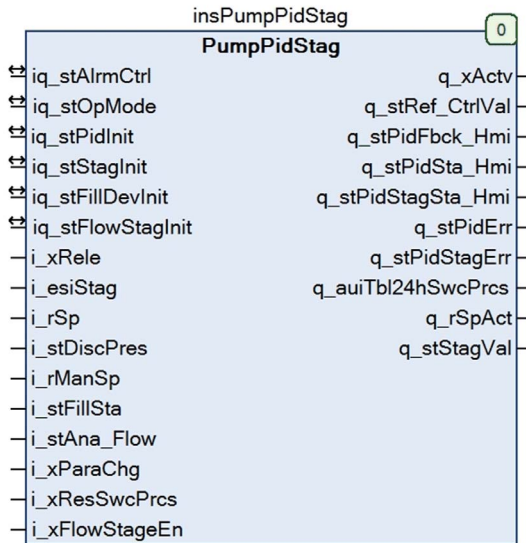 insPumpPidStag
0
PumpPidStag
iq_stAlrmCtrl q_xActv
iq_stOpMode q_stRef_CtrlVal
iq_stPidInit q_stPidFbck_Hmi
iq_stStagInit q_stPidSta_Hmi
iq_stFillDevInit q_stPidStagSta_Hmi
iq_stFlowStagInit q_stPidErr
i_xRele q_stPidStagErr
i_esiStag q_auiTbl24hSwcPrcs
i_rSp q_rSpAct
i_stDiscPres q_stStagVal
i_rManSp
i_stFillSta
i_stAna_Flow
i_xParaChg
i_xResSwcPrcs
i_xFlowStageEn